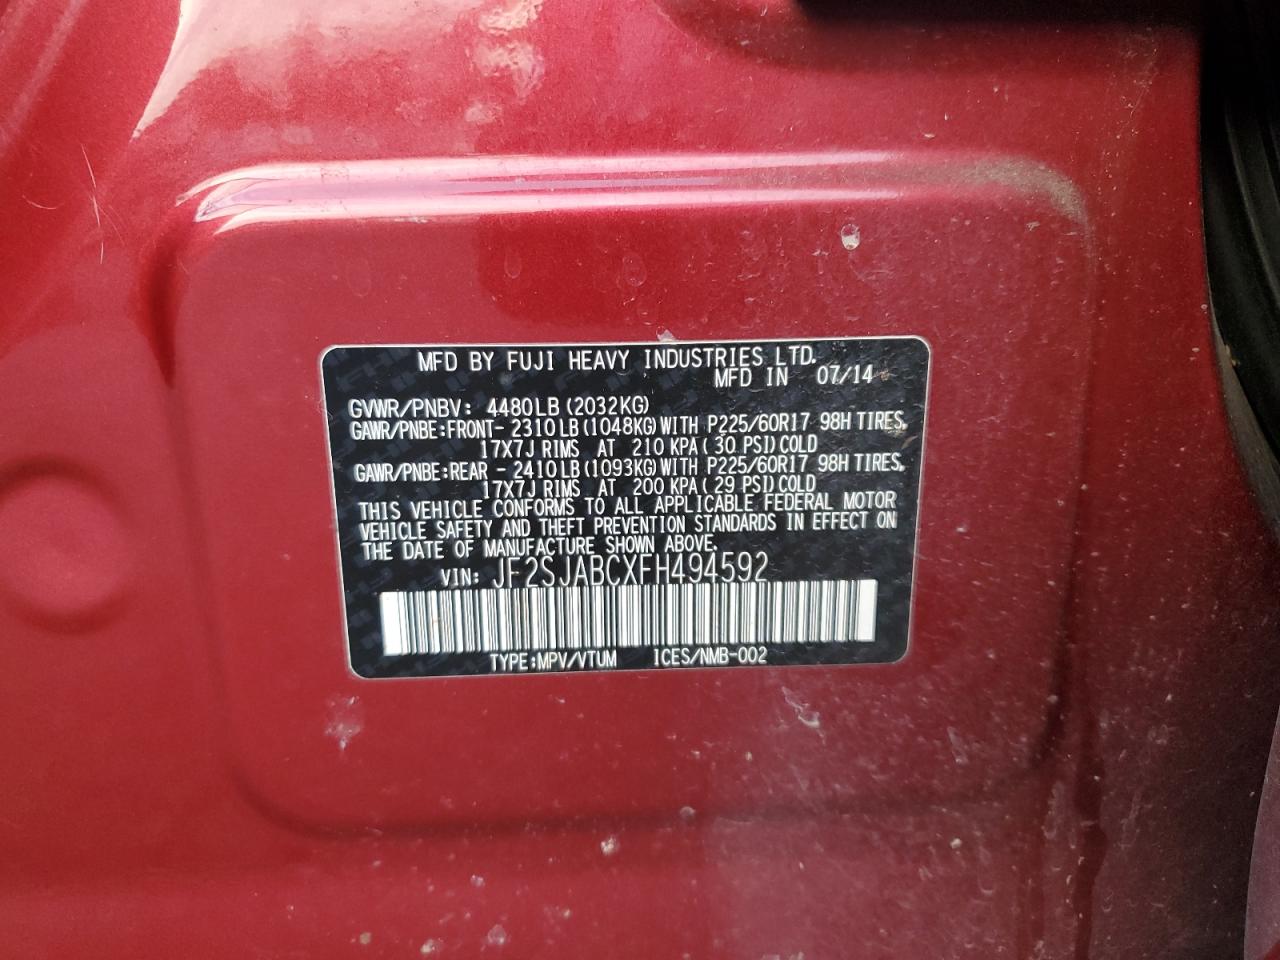 MFD BY FUJI HEAVY INDUSTRIES LTD.
MFD IN 07/14
GVWR/PNBV: 4480LB (2032KG)
GAWR/PNBE:FRONT- 2310LB (1048KG) WITH P225/60R17 98H TIRES,
17X7J RIMS AT 210 KPA( 30 PSI) COLD
GAWR/PNBE:REAR - 2410LB (1093KG) WITH P225/60R17 98H TIRES,
17X7J RIMS AT 200 KPA( 29 PSI) COLD
THIS VEHICLE CONFORMS TO ALL APPLICABLE FEDERAL MOTOR
VEHICLE SAFETY AND THEFT PREVENTION STANDARDS IN EFFECT ON
THE DATE OF MANUFACTURE SHOWN ABOVE.
VIN: JF2SJABCXFH494592
TYPE:MPV/VTUM ICES/NMB-002